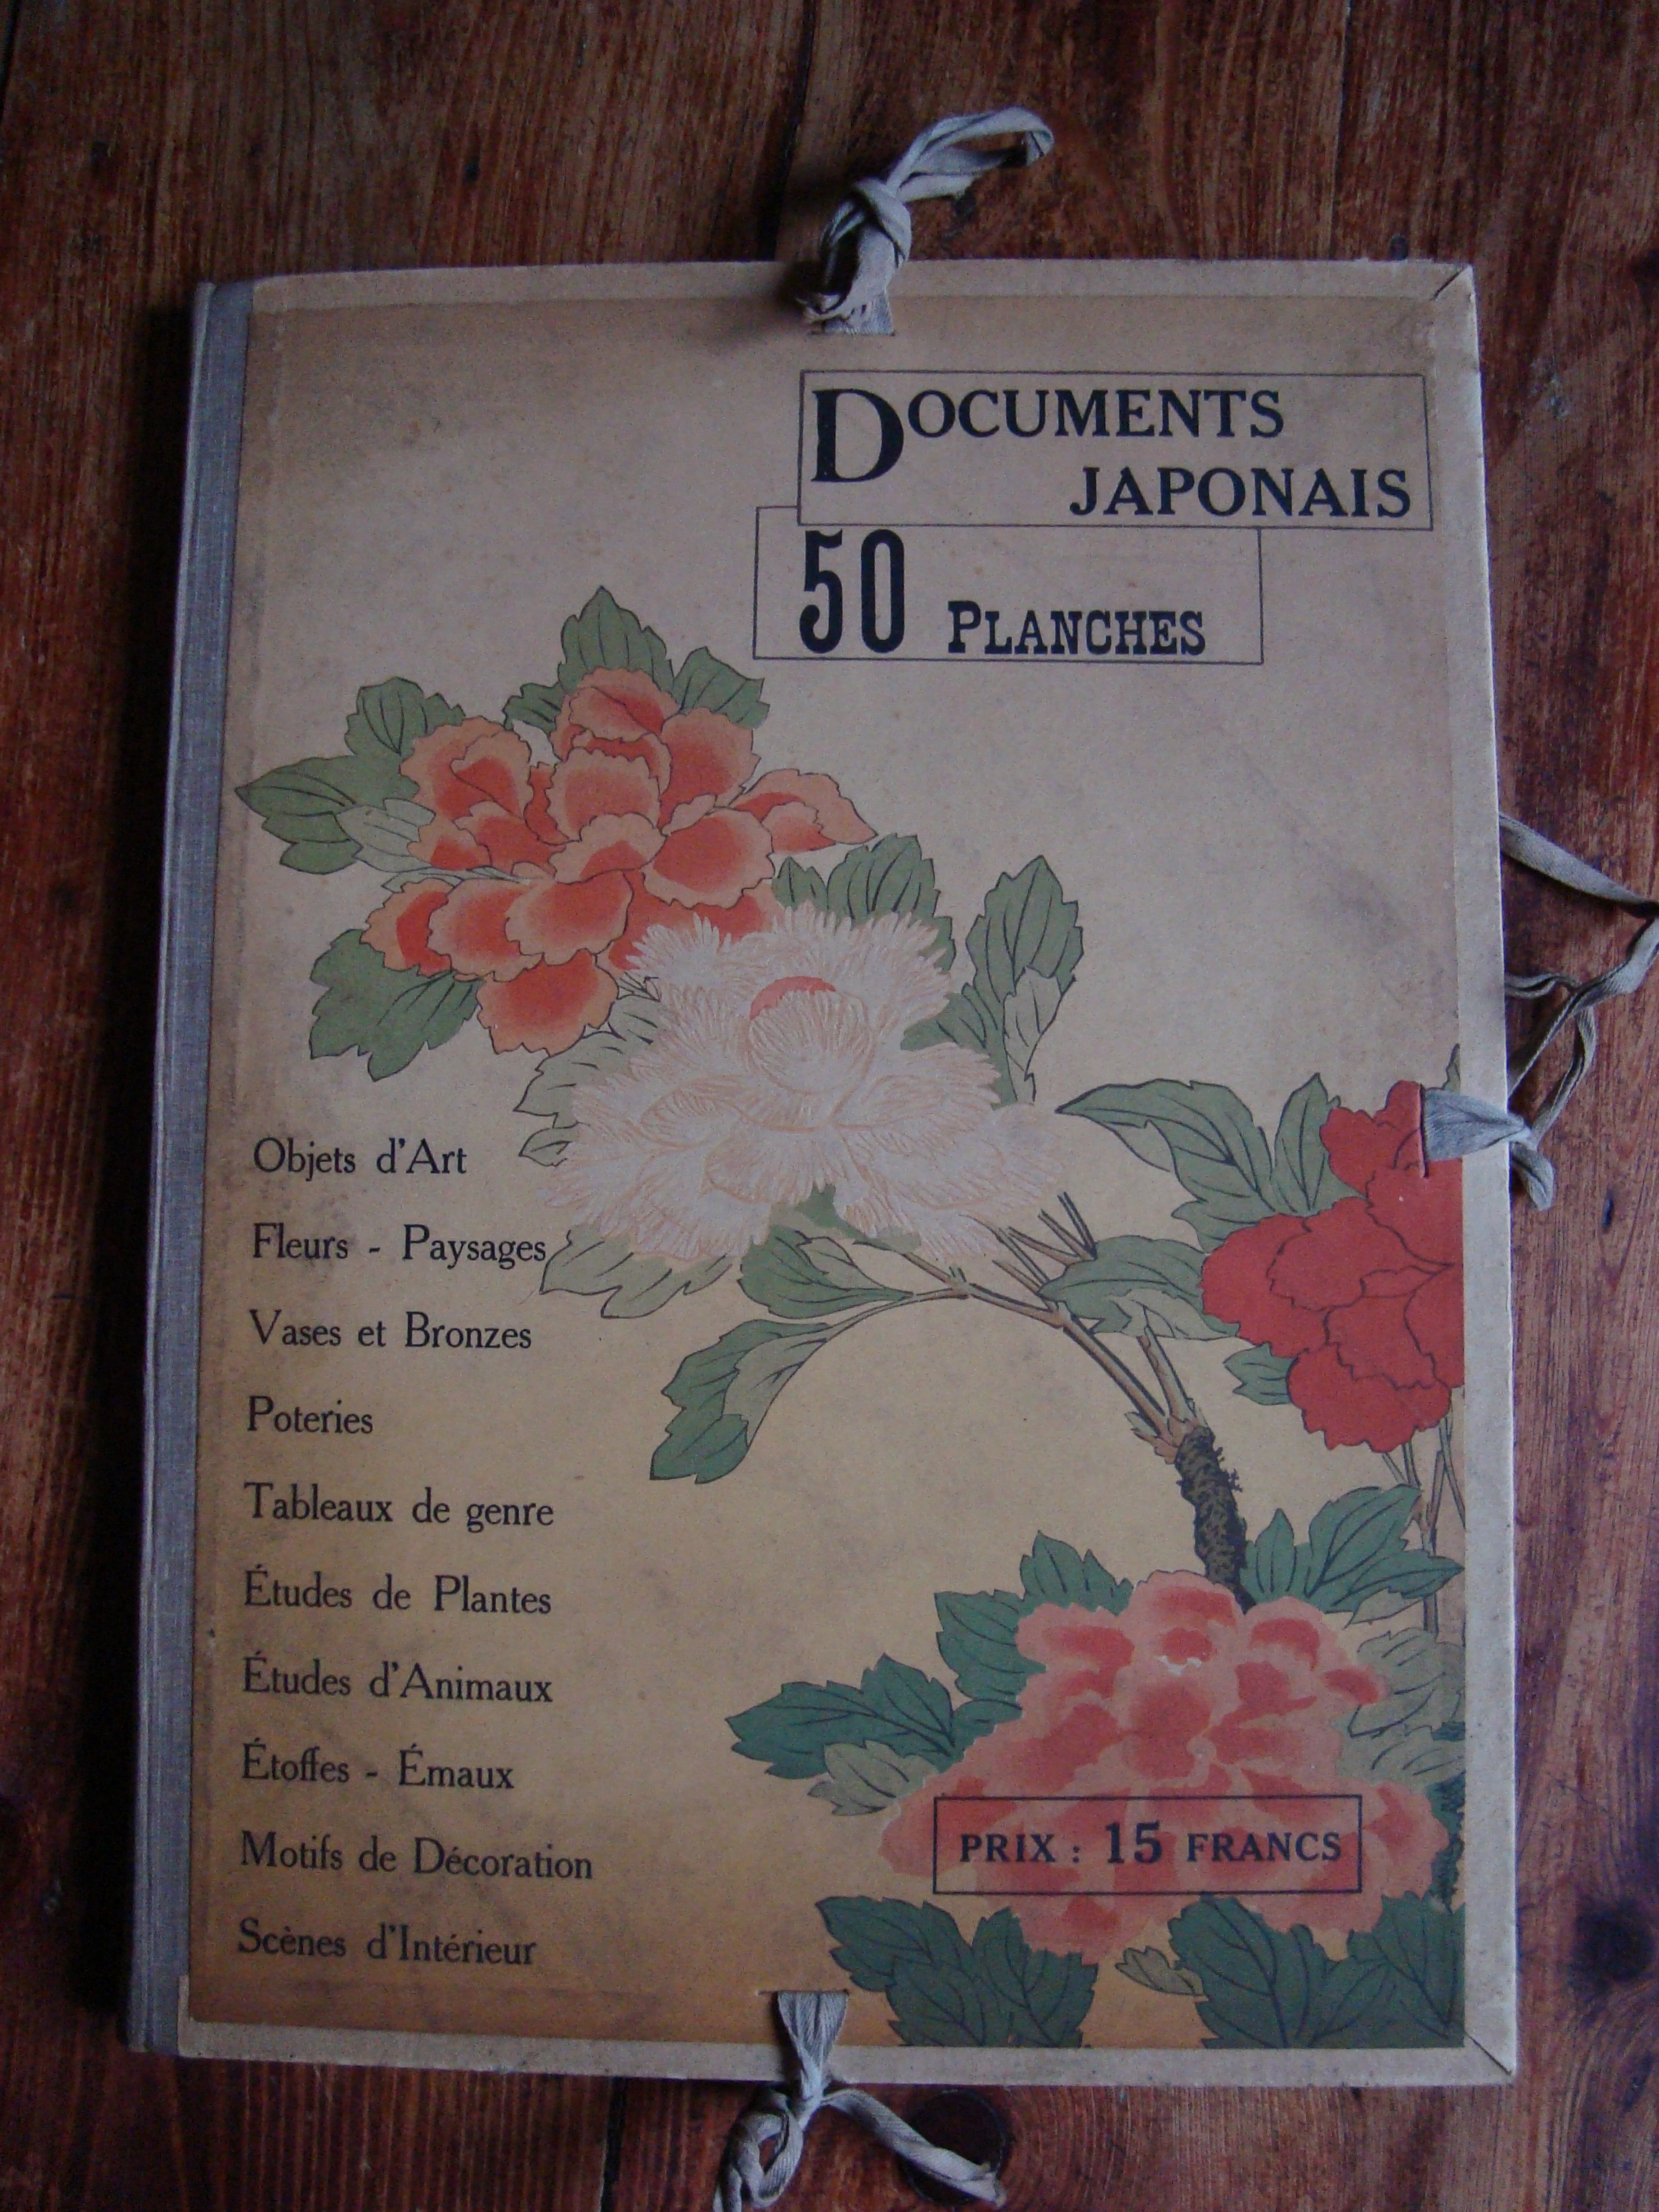 DOCUMENTS
JAPONAIS
50 PLANCHES
Objets d'Art
Fleurs - Paysages
Vases et Bronzes
Poteries
Tableaux de genre
Études de Plantes
Études d'Animaux
Étoffes - Émaux
Motifs de Décoration
Scènes d'Intérieur
PRIX : 15 FRANCS